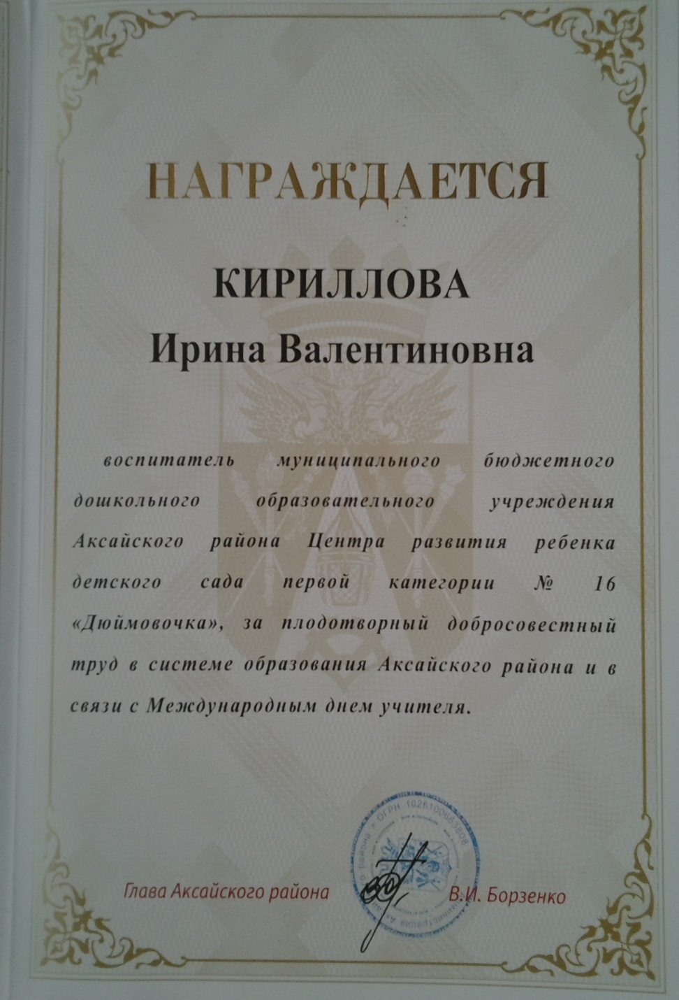 НАГРАЖДАЕТСЯ
КИРИЛЛОВА
Ирина Валентиновна
воспитатель муниципального бюджетного
дошкольного образовательного учреждения
Аксайского района Центра развития ребенка
детского сада первой категории № 16
«Дюймовочка», за плодотворный добросовестный
труд в системе образования Аксайского района и в
связи с Международным днем учителя.
района * ОГРН 1026100663808
Глава Аксайского района
В.И. Борзенко